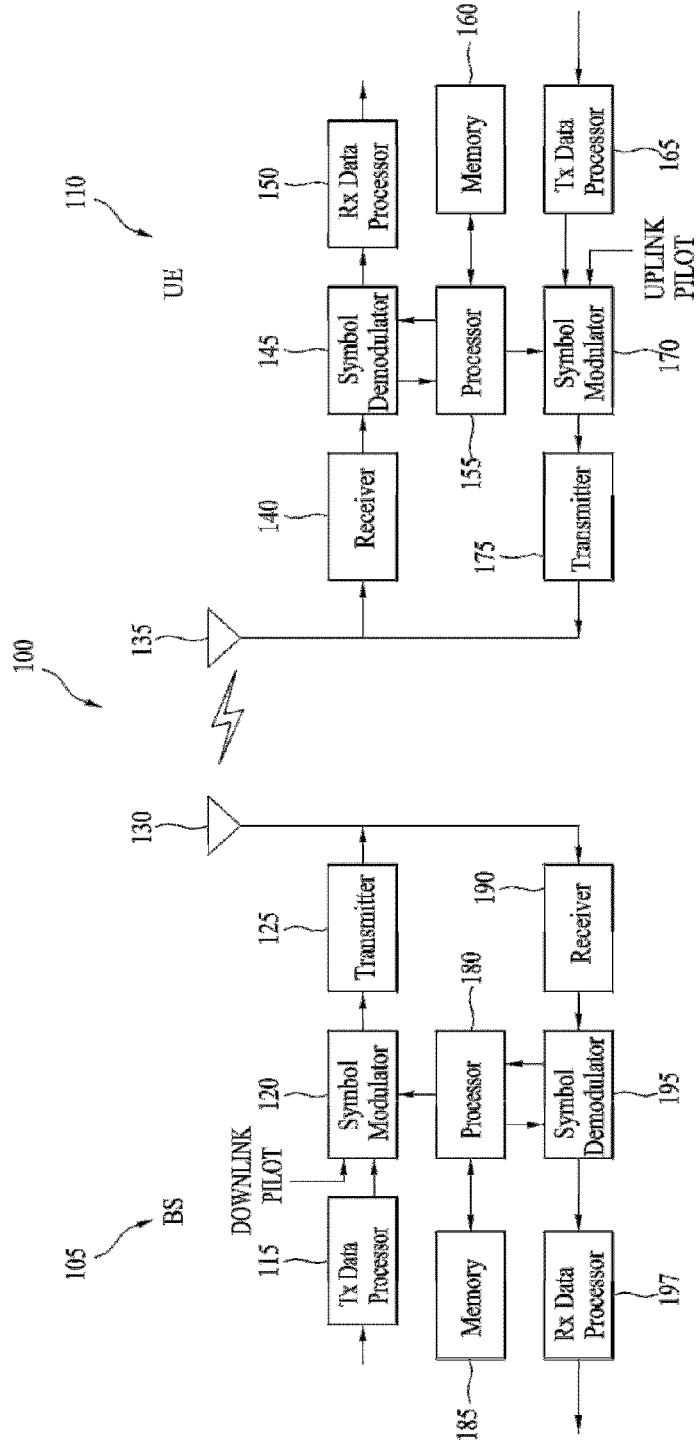 100
105
BS
110
UE
130
135
DOWNLINK
PILOT
115
Tx Data
Processor
120
Symbol
Modulator
125
Transmitter
140
Receiver
145
Symbol
Demodulator
150
Rx Data
Processor
185
Memory
180
Processor
155
Processor
160
Memory
197
Rx Data
Processor
195
Symbol
Demodulator
190
Receiver
175
Transmitter
170
Symbol
Modulator
165
Tx Data
Processor
UPLINK
PILOT